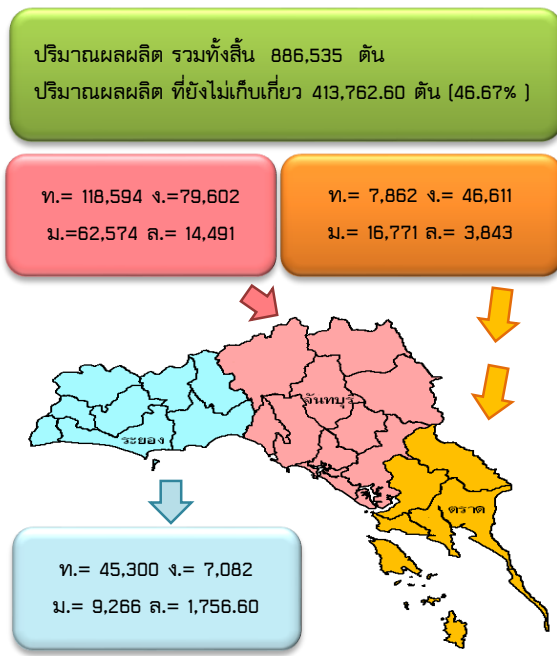 ปริมาณผลผลิต รวมทั้งสิ้น 886,535 ตัน
ปริมาณผลผลิต ที่ยังไม่เก็บเกี่ยว 413,762.60 ตัน (46.67% )
ท.= 118,594 ง.=79,602
ม.=62,574 ล.= 14,491
ท.= 7,862 ง.= 46,611
ม.= 16,771 ล.= 3,843
จันทบุรี
ระยอง
ตราด
ท.= 45,300 ง.= 7,082
ม.= 9,266 ล.= 1,756.60